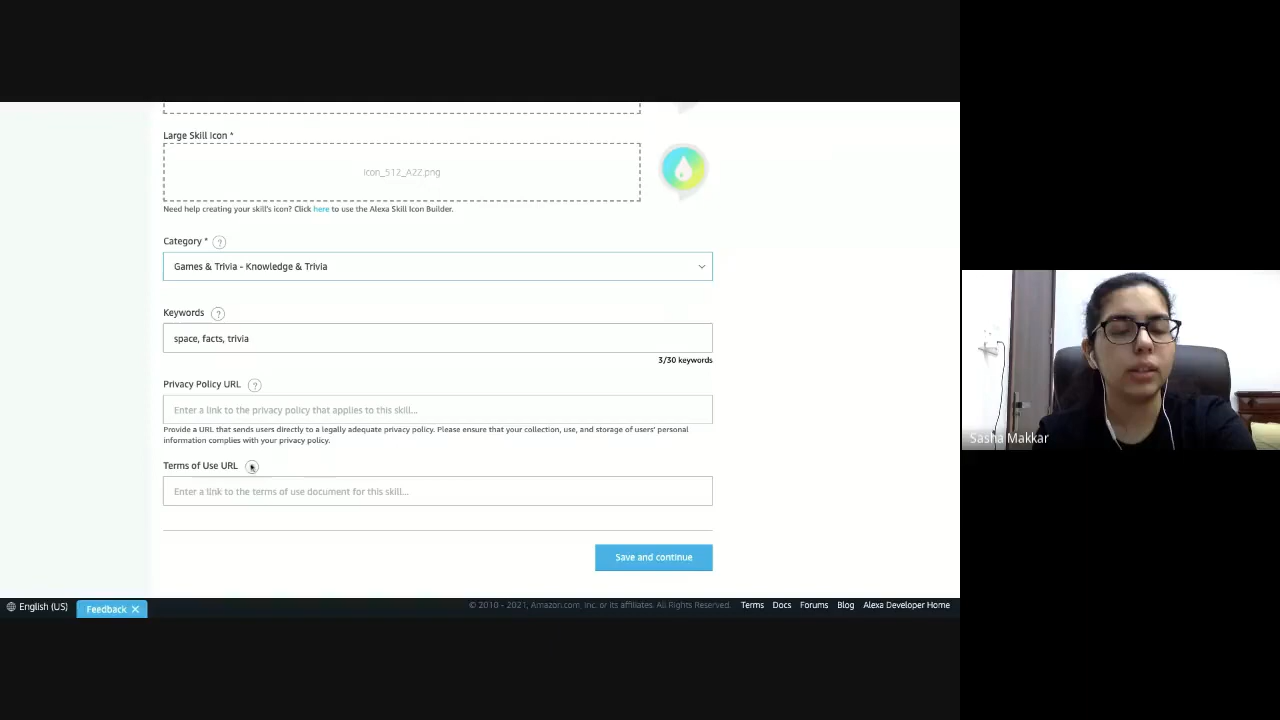 Large Skill Icon *
icon_512_A2Z.png
Need help creating your skill's icon? Click here to use the Alexa Skill Icon Builder.
Category * ?
Games & Trivia - Knowledge & Trivia
Keywords ?
space, facts, trivia
3/30 keywords
Privacy Policy URL ?
Enter a link to the privacy policy that applies to this skill...
Provide a URL that sends users directly to a legally adequate privacy policy. Please ensure that your collection, use, and storage of users' personal
information complies with your privacy policy.
Terms of Use URL
Enter a link to the terms of use document for this skill...
Save and continue
English (US)
Feedback ×
© 2010 - 2021, Amazon.com, Inc. or its affiliates. All Rights Reserved.
Terms
Docs
Forums
Blog
Alexa Developer Home
Sasha Makkar